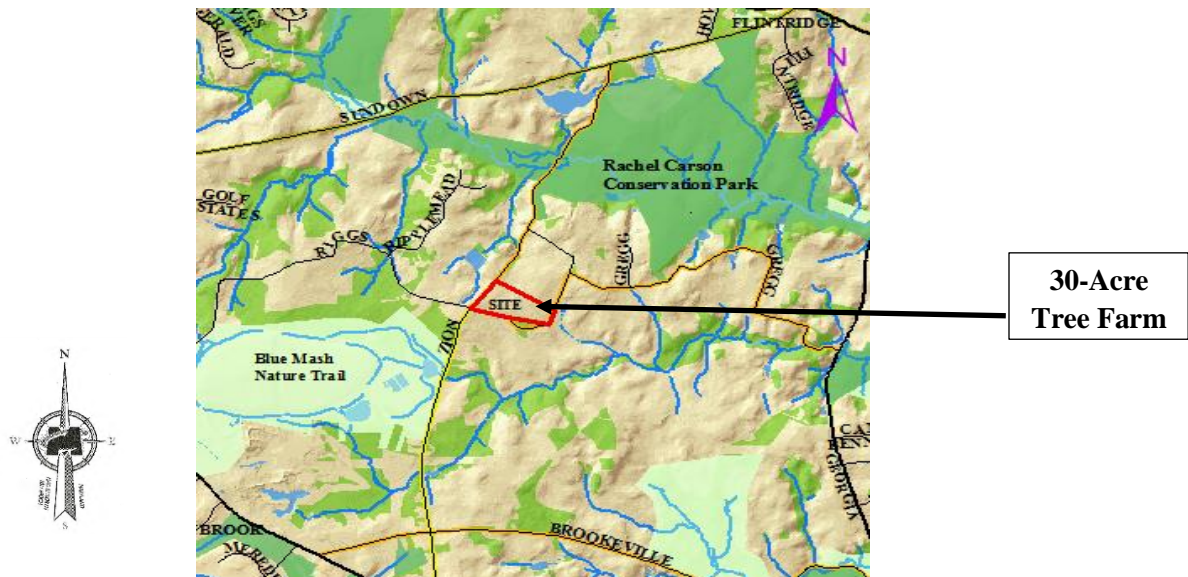 FLINTRIDGE
SUNDOWN
N
Rachel Carson
Conservation Park
GOLF
STATES
RIGGS
RIPPLEMEAD
GREGG
GREGG
SITE
30-Acre
Tree Farm
ZION
Blue Mash
Nature Trail
N
W
E
S
GEORGIA
BROOKEVILLE
BROOK